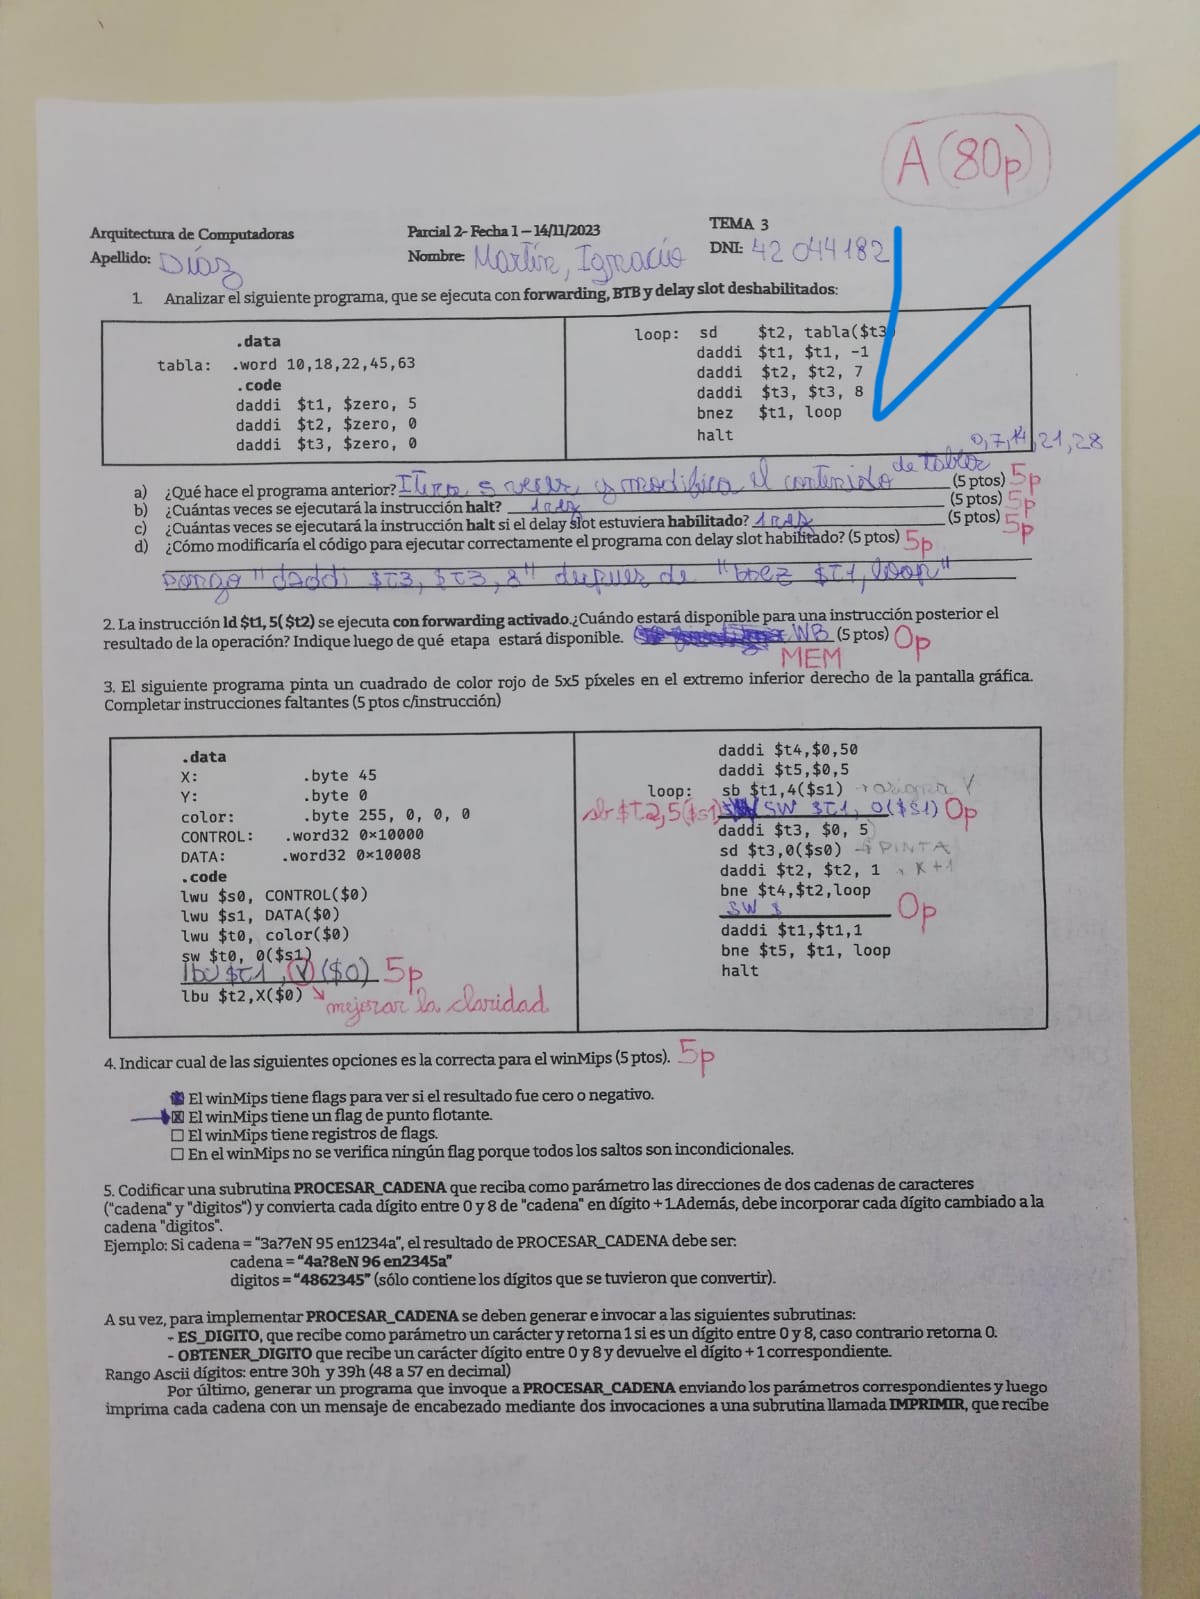 A (80p)
Arquitectura de Computadoras Parcial 2- Fecha 1 – 14/11/2023 TEMA 3
Apellido: Díaz Nombre: Martín, Ignacio DNI: 42 044 182
1. Analizar el siguiente programa, que se ejecuta con forwarding, BTB y delay slot deshabilitados:
.data
tabla: .word 10,18,22,45,63
.code
daddi $t1, $zero, 5
daddi $t2, $zero, 0
daddi $t3, $zero, 0
loop: sd $t2, tabla($t3)
daddi $t1, $t1, -1
daddi $t2, $t2, 7
daddi $t3, $t3, 8
bnez $t1, loop
halt
0,7,14,21,28
a) ¿Qué hace el programa anterior? Itera 5 veces y modifica el contenido de tabla (5 ptos) 5p
b) ¿Cuántas veces se ejecutará la instrucción halt? 1 vez (5 ptos) 5p
c) ¿Cuántas veces se ejecutará la instrucción halt si el delay slot estuviera habilitado? 1 vez (5 ptos) 5p
d) ¿Cómo modificaría el código para ejecutar correctamente el programa con delay slot habilitado? (5 ptos) 5p
Pongo "daddi $t3, $t3, 8" depues de "bnez $t1, loop"
2. La instrucción ld $t1, 5( $t2) se ejecuta con forwarding activado.¿Cuándo estará disponible para una instrucción posterior el
resultado de la operación? Indique luego de qué etapa estará disponible. WB (5 ptos) 0p
MEM
3. El siguiente programa pinta un cuadrado de color rojo de 5x5 píxeles en el extremo inferior derecho de la pantalla gráfica.
Completar instrucciones faltantes (5 ptos c/instrucción)
.data
X: .byte 45
Y: .byte 0
color: .byte 255, 0, 0, 0
CONTROL: .word32 0×10000
DATA: .word32 0×10008
.code
lwu $s0, CONTROL($0)
lwu $s1, DATA($0)
lwu $t0, color($0)
sw $t0, 0($s1)
lbu $t1, Y($0) 5p
lbu $t2,X($0) mejorar la claridad
daddi $t4,$0,50
daddi $t5,$0,5
loop: sb $t1,4($s1) Y
sb $t2,5($s1) SW $t1, 0($s1) 0p
daddi $t3, $0, 5
sd $t3,0($s0) PINTA
daddi $t2, $t2, 1 X+1
bne $t4,$t2,loop
SW $ 0p
daddi $t1,$t1,1
bne $t5, $t1, loop
halt
4. Indicar cual de las siguientes opciones es la correcta para el winMips (5 ptos). 5p
El winMips tiene flags para ver si el resultado fue cero o negativo.
☒ El winMips tiene un flag de punto flotante.
☐ El winMips tiene registros de flags.
☐ En el winMips no se verifica ningún flag porque todos los saltos son incondicionales.
5. Codificar una subrutina PROCESAR_CADENA que reciba como parámetro las direcciones de dos cadenas de caracteres
("cadena" y "digitos") y convierta cada dígito entre 0 y 8 de "cadena" en dígito + 1.Además, debe incorporar cada dígito cambiado a la
cadena "digitos".
Ejemplo: Si cadena = "3a?7eN 95 en1234a", el resultado de PROCESAR_CADENA debe ser:
cadena = "4a?8eN 96 en2345a"
digitos = "4862345" (sólo contiene los dígitos que se tuvieron que convertir).
A su vez, para implementar PROCESAR_CADENA se deben generar e invocar a las siguientes subrutinas:
- ES_DIGITO, que recibe como parámetro un carácter y retorna 1 si es un dígito entre 0 y 8, caso contrario retorna 0.
- OBTENER_DIGITO que recibe un carácter dígito entre 0 y 8 y devuelve el dígito + 1 correspondiente.
Rango Ascii dígitos: entre 30h y 39h (48 a 57 en decimal)
Por último, generar un programa que invoque a PROCESAR_CADENA enviando los parámetros correspondientes y luego
imprima cada cadena con un mensaje de encabezado mediante dos invocaciones a una subrutina llamada IMPRIMIR, que recibe